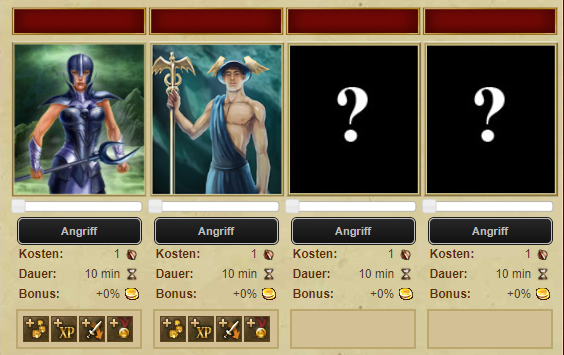 ? ?
Angriff Angriff Angriff Angriff
Kosten: 1 Kosten: 1 Kosten: 1 Kosten: 1
Dauer: 10 min Dauer: 10 min Dauer: 10 min Dauer: 10 min
Bonus: +0% Bonus: +0% Bonus: +0% Bonus: +0%
+ +XP + + + +XP + +